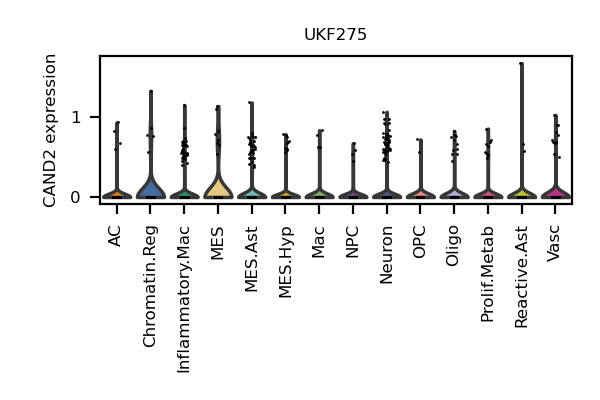 UKF275
CAND2 expression
1
0
AC
Chromatin.Reg
Inflammatory.Mac
MES
MES.Ast
MES.Hyp
Mac
NPC
Neuron
OPC
Oligo
Prolif.Metab
Reactive.Ast
Vasc